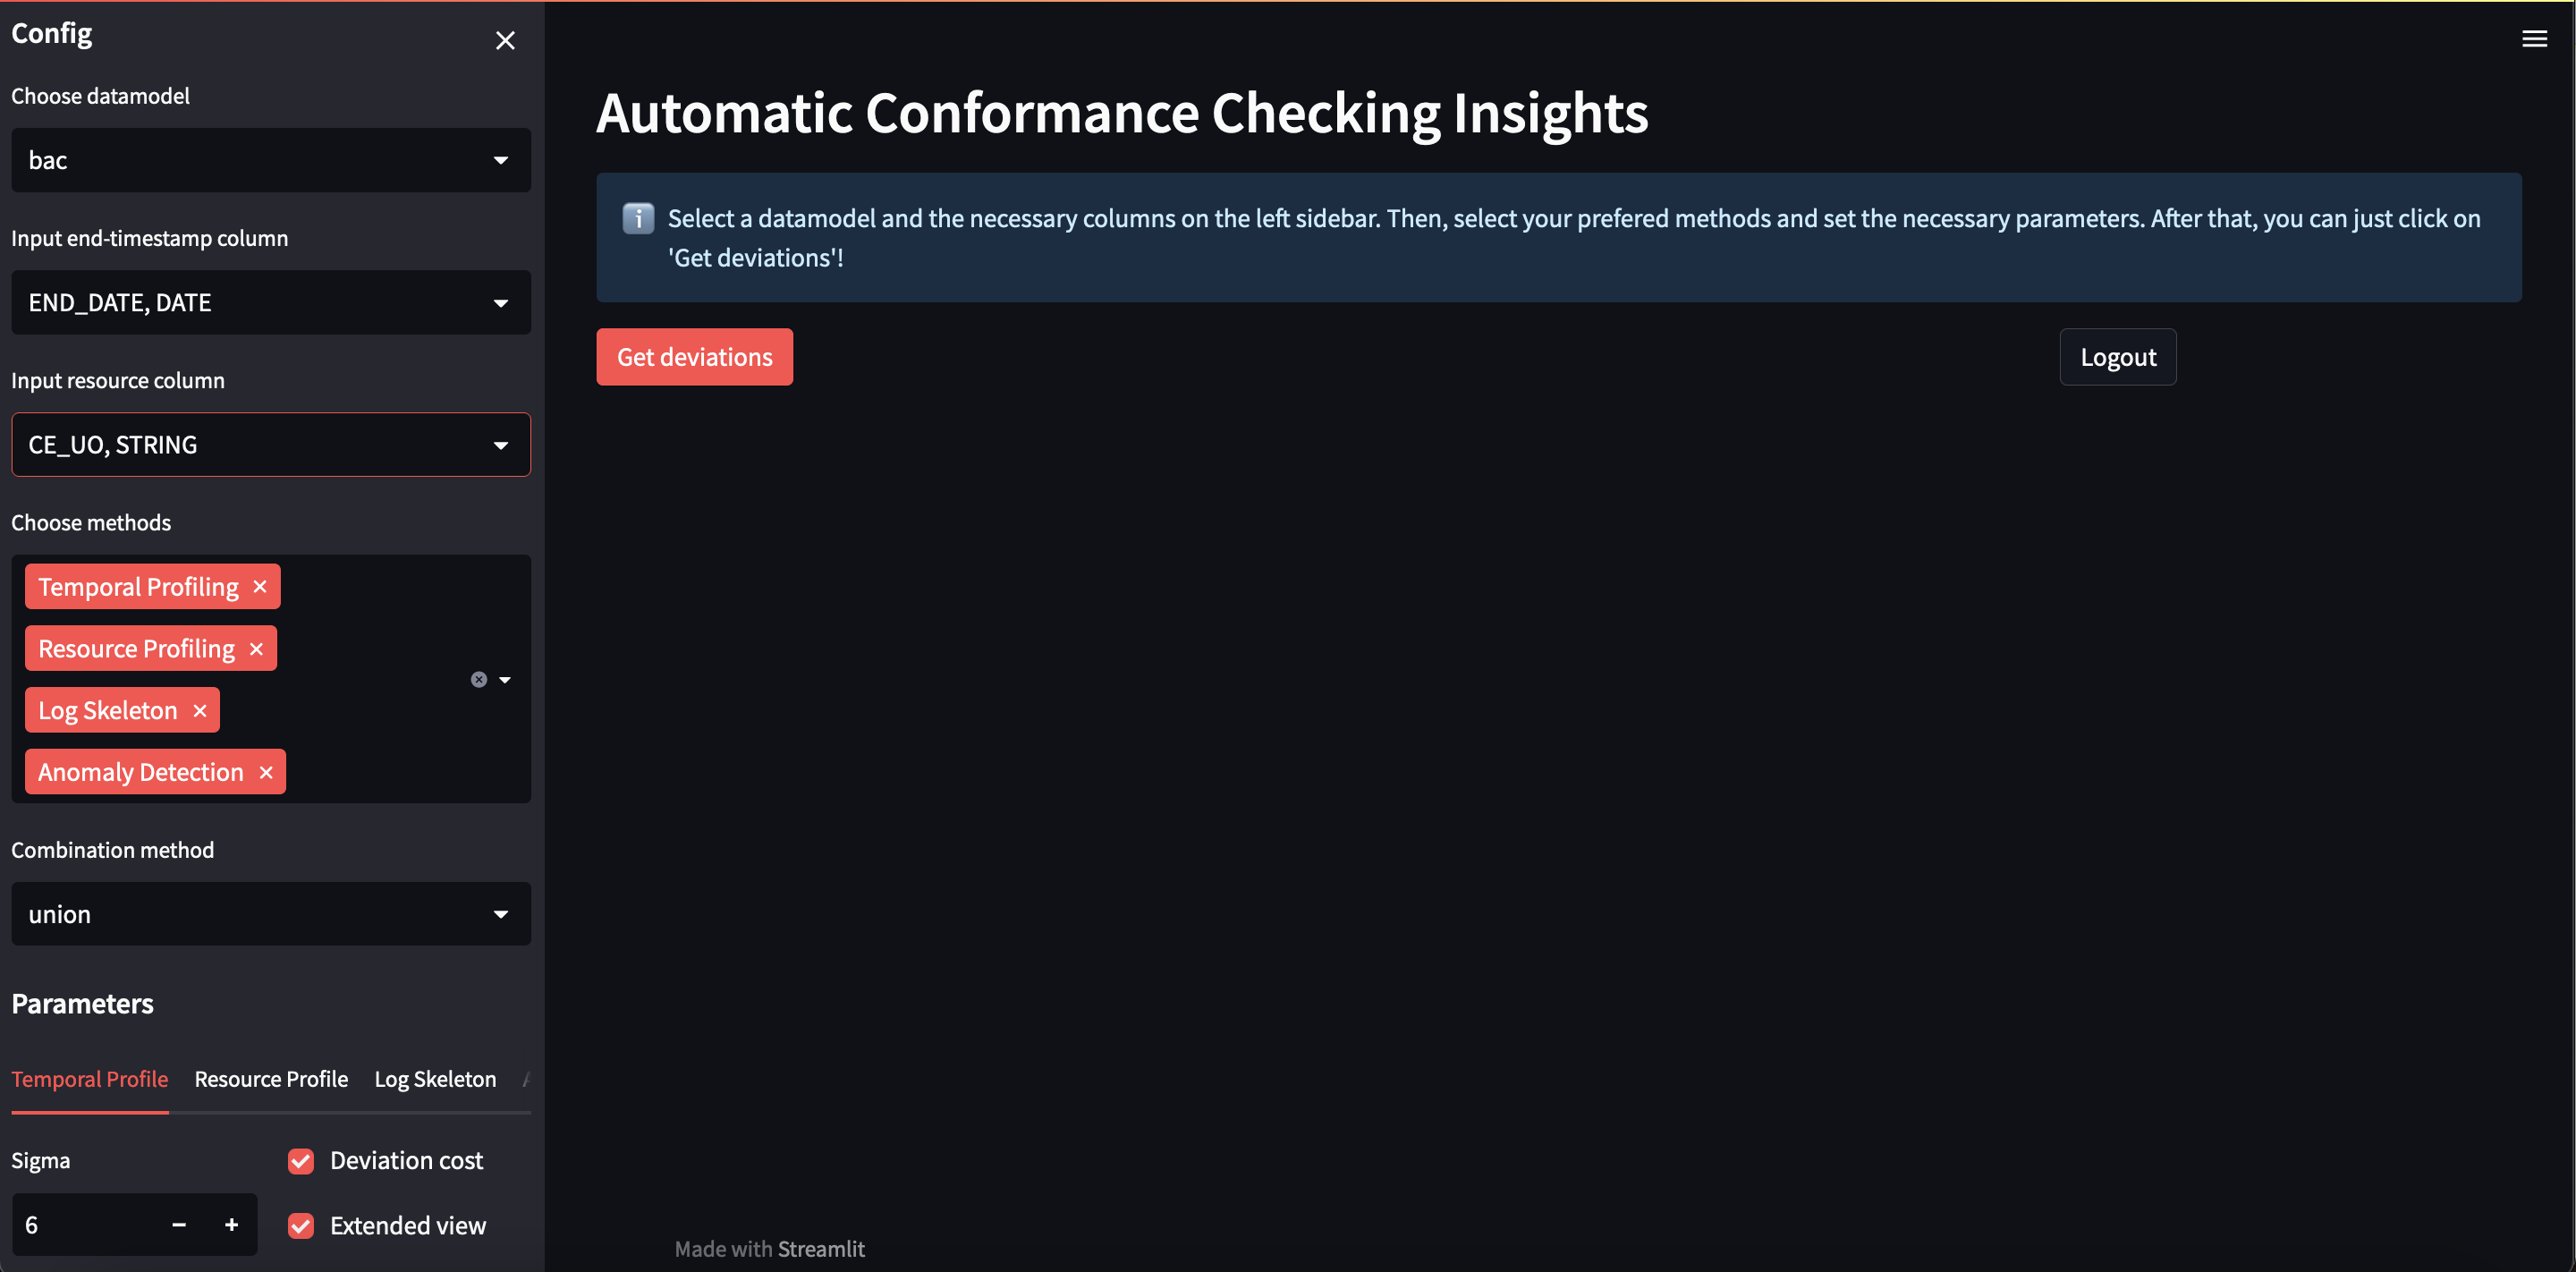 Config
Choose datamodel
bac
Input end-timestamp column
END_DATE, DATE
Input resource column
CE_UO, STRING
Choose methods
Temporal Profiling
Resource Profiling
Log Skeleton
Anomaly Detection
Combination method
union
Parameters
Temporal Profile Resource Profile Log Skeleton
Sigma
Deviation cost
6
Extended view
Automatic Conformance Checking Insights
Select a datamodel and the necessary columns on the left sidebar. Then, select your prefered methods and set the necessary parameters. After that, you can just click on
'Get deviations'!
Get deviations
Logout
Made with Streamlit